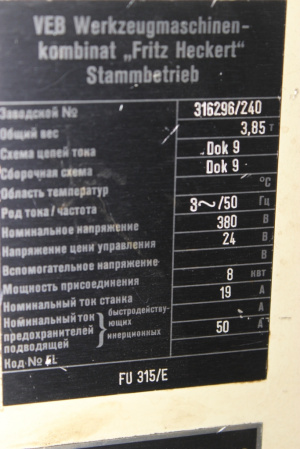 VEB Werkzeugmaschinen-
kombinat „Fritz Heckert"
Stammbetrieb
Заводской № 316296/240
Общий вес 3,85 т
Схема цепей тока Dok 9
Сборочная схема Dok 9
Область температур °C
Род тока / частота 3~/50 Гц
Номинальное напряжение 380 В
Напряжение цепи управления 24 В
Вспомогательное напряжение В
Мощность присоединения 8 квт
Номинальный ток станка 19 А
Номинальный ток } быстродейству-
предохранителей ющих
подводящей инерционных 50 А
Код-№
FU 315/E